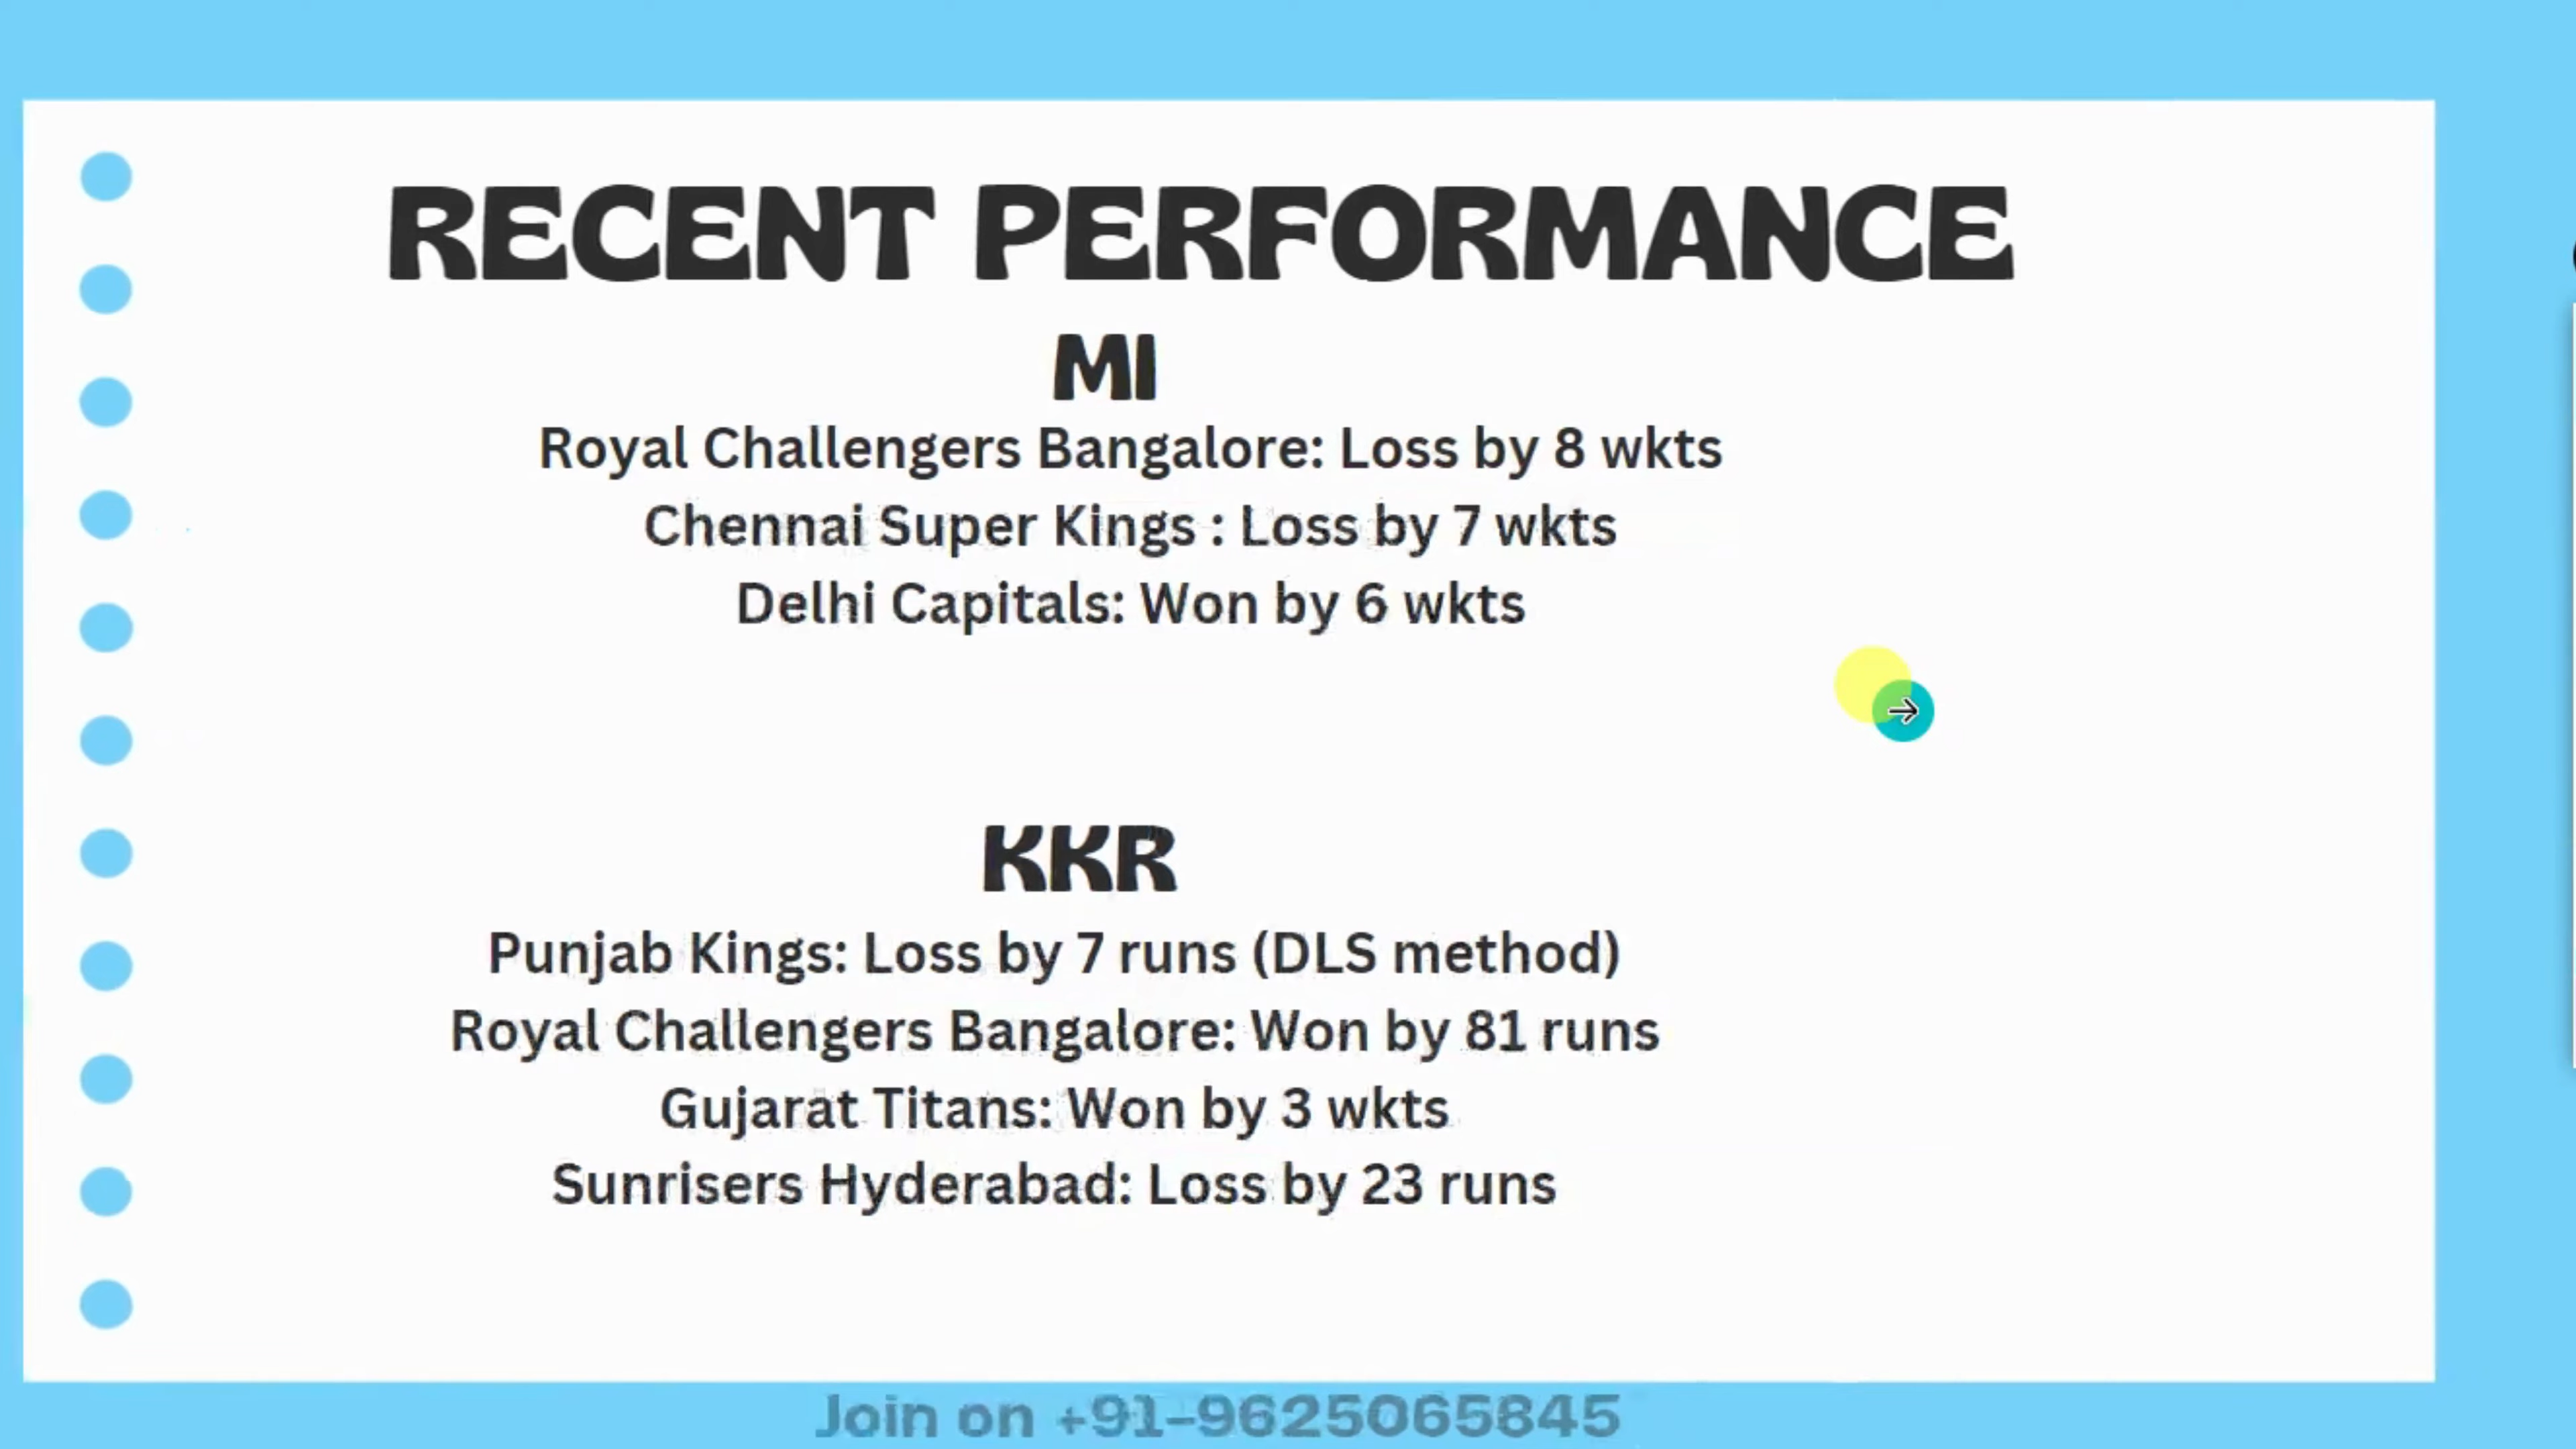 RECENT PERFORMANCE
MI
Royal Challengers Bangalore: Loss by 8 wkts
Chennai Super Kings : Loss by 7 wkts
Delhi Capitals: Won by 6 wkts
KKR
Punjab Kings: Loss by 7 runs (DLS method)
Royal Challengers Bangalore: Won by 81 runs
Gujarat Titans: Won by 3 wkts
Sunrisers Hyderabad: Loss by 23 runs
Join on +91-9625065845